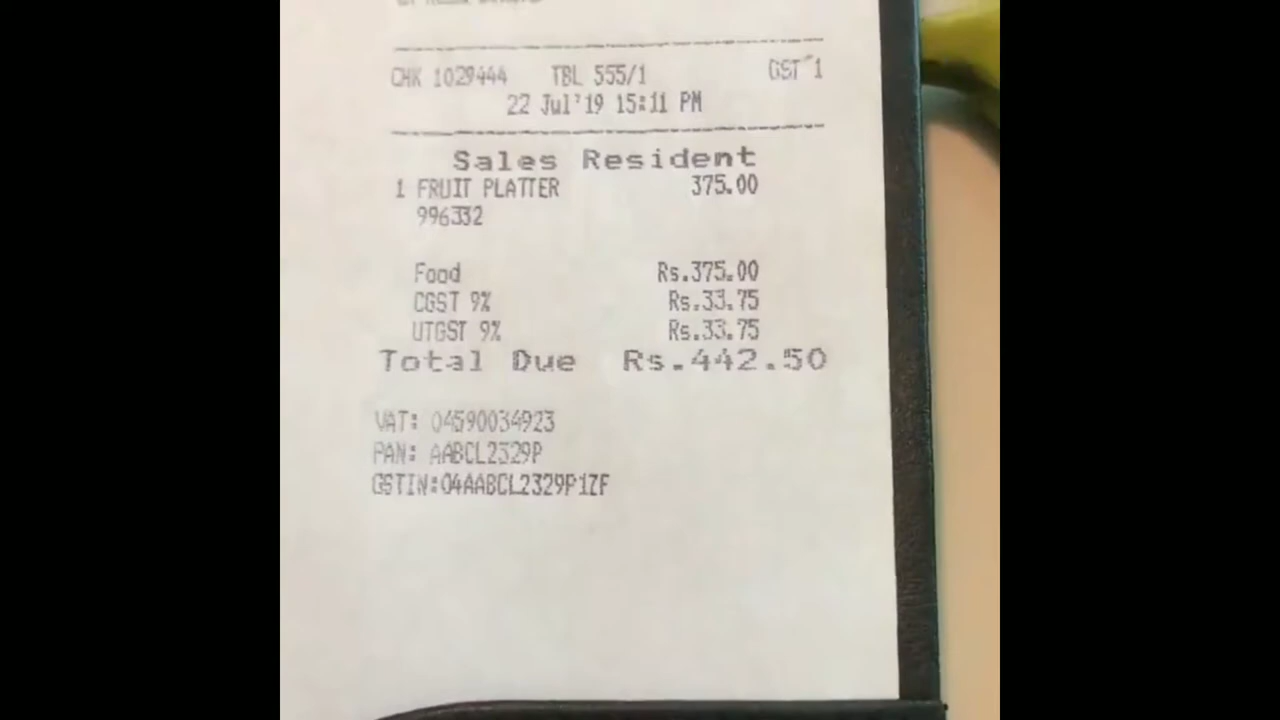 CHK 1029444 TBL 555/1 GST 1
22 Jul'19 15:11 PM
Sales Resident
1 FRUIT PLATTER 375.00
996332
Food Rs.375.00
CGST 9% Rs.33.75
UTGST 9% Rs.33.75
Total Due Rs.442.50
VAT: 04590034923
PAN: AABCL2329P
GSTIN:04AABCL2329P1ZF